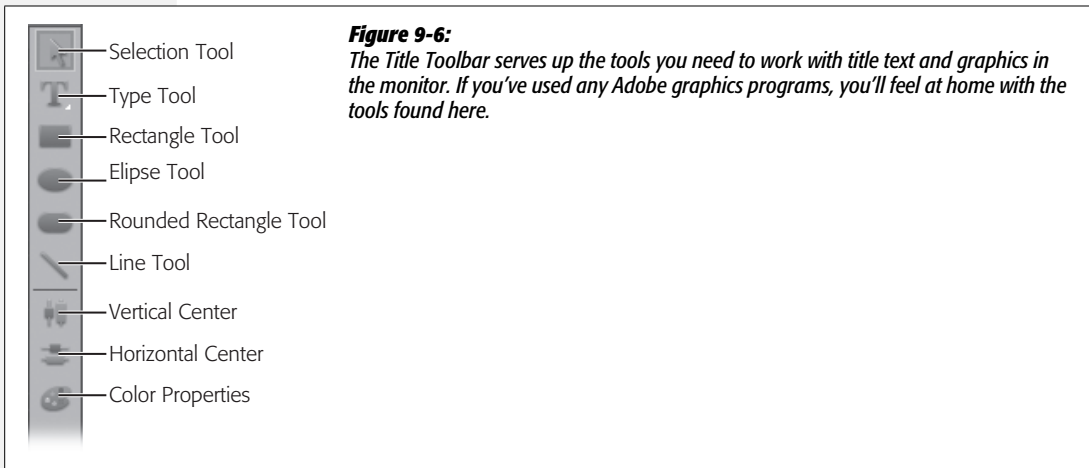 Selection Tool
Type Tool
Rectangle Tool
Elipse Tool
Rounded Rectangle Tool
Line Tool
Vertical Center
Horizontal Center
Color Properties
Figure 9-6:
The Title Toolbar serves up the tools you need to work with title text and graphics in
the monitor. If you've used any Adobe graphics programs, you'll feel at home with the
tools found here.